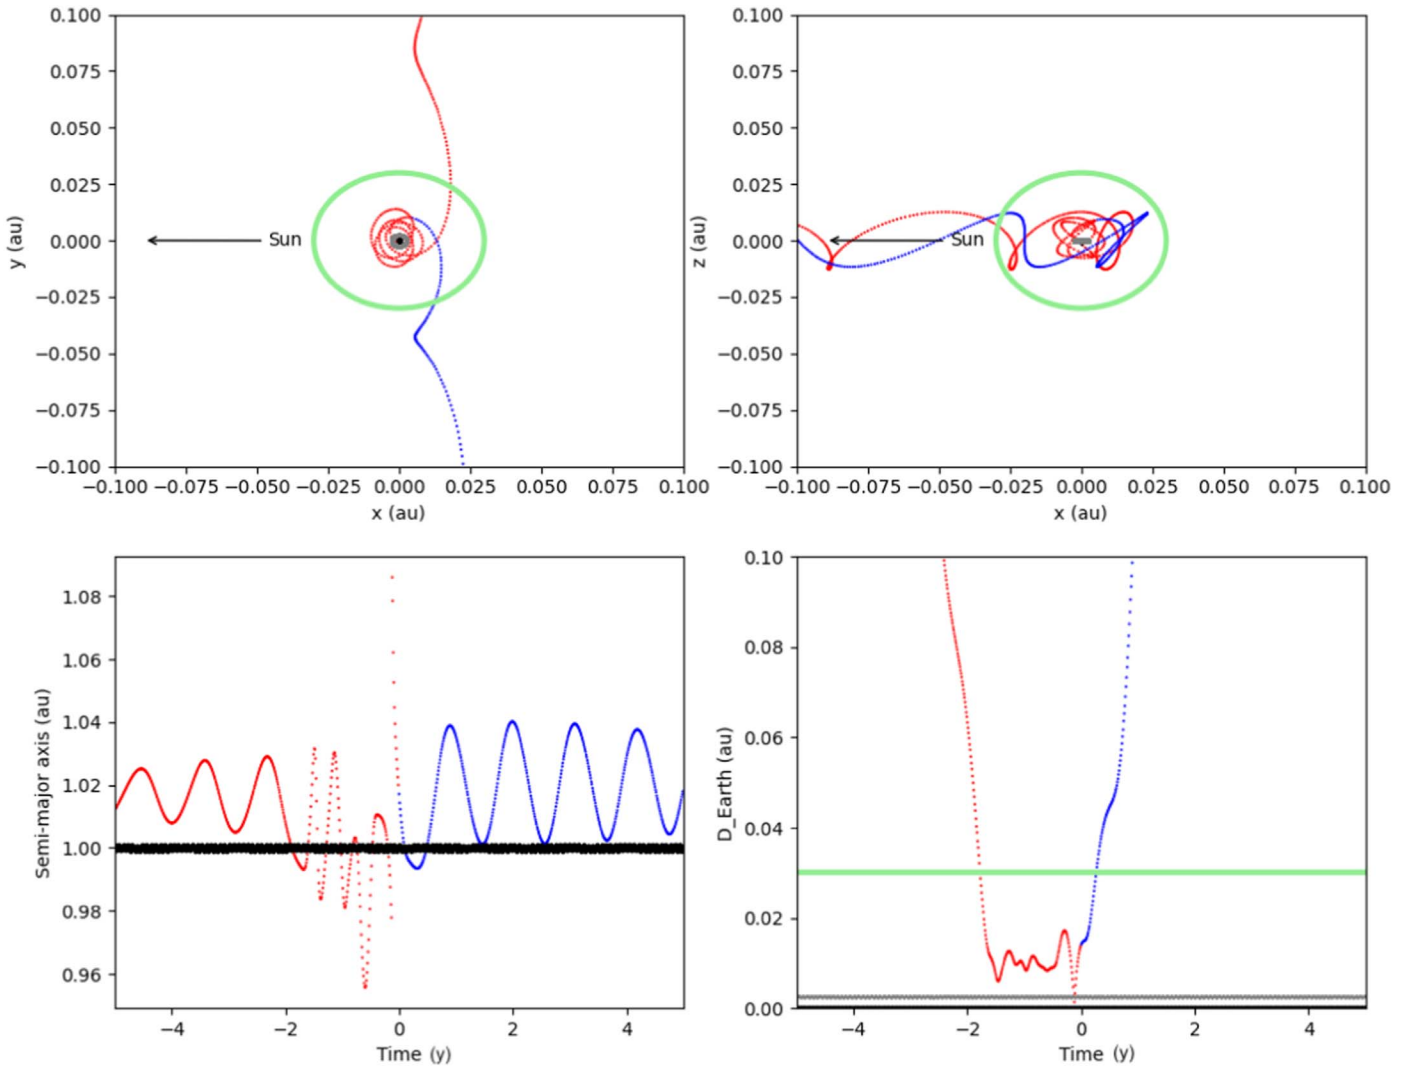 0.100
0.075
0.050
0.025
0.000
−0.025
−0.050
−0.075
−0.100
y (au)
Sun
−0.100 −0.075 −0.050 −0.025 0.000 0.025 0.050 0.075 0.100
x (au)
0.100
0.075
0.050
0.025
0.000
−0.025
−0.050
−0.075
−0.100
z (au)
Sun
−0.100 −0.075 −0.050 −0.025 0.000 0.025 0.050 0.075 0.100
x (au)
1.08
1.06
1.04
1.02
1.00
0.98
0.96
Semi-major axis (au)
−4 −2 0 2 4
Time (y)
0.10
0.08
0.06
0.04
0.02
0.00
D_Earth (au)
−4 −2 0 2 4
Time (y)